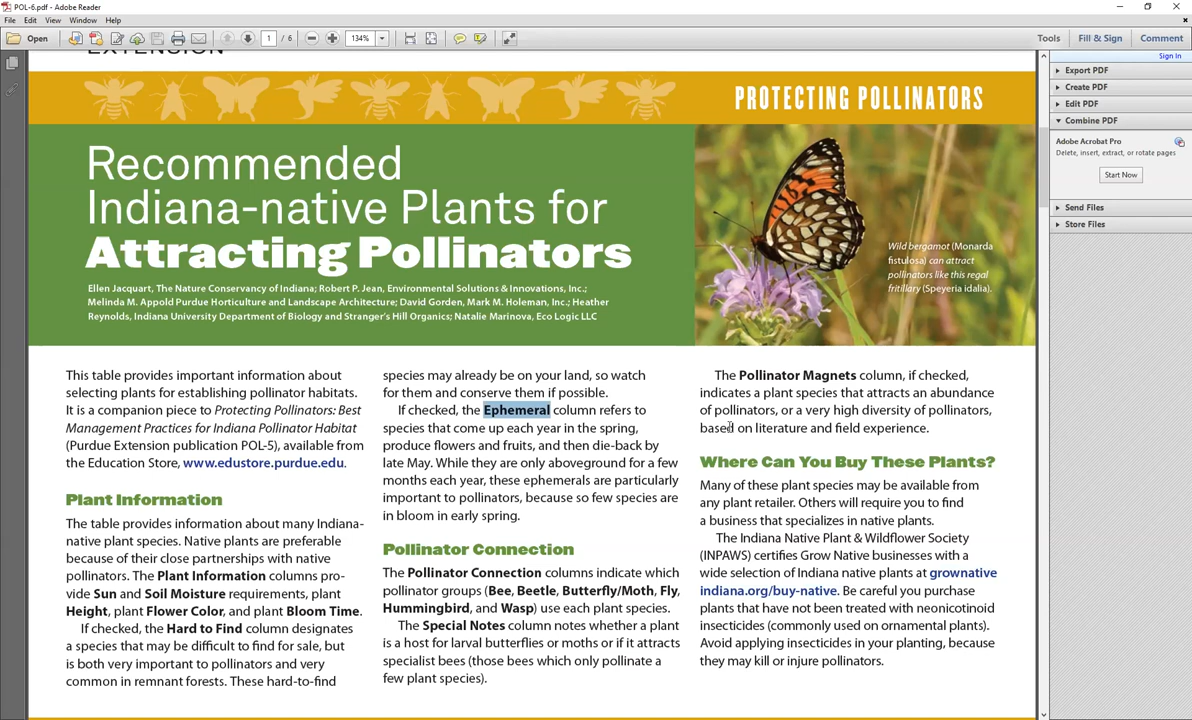 POL-6.pdf - Adobe Reader
File Edit View Window Help
Open
1 / 6
134%
Tools Fill & Sign Comment
Sign In
Export PDF
Create PDF
Edit PDF
Combine PDF
Adobe Acrobat Pro
Delete, insert, extract, or rotate pages
Start Now
Send Files
Store Files
EXTENSION
PROTECTING POLLINATORS
Recommended
Indiana-native Plants for
Attracting Pollinators
Ellen Jacquart, The Nature Conservancy of Indiana; Robert P. Jean, Environmental Solutions & Innovations, Inc.;
Melinda M. Appold Purdue Horticulture and Landscape Architecture; David Gorden, Mark M. Holeman, Inc.; Heather
Reynolds, Indiana University Department of Biology and Stranger's Hill Organics; Natalie Marinova, Eco Logic LLC
Wild bergamot (Monarda
fistulosa) can attract
pollinators like this regal
fritillary (Speyeria idalia).
This table provides important information about
selecting plants for establishing pollinator habitats.
It is a companion piece to Protecting Pollinators: Best
Management Practices for Indiana Pollinator Habitat
(Purdue Extension publication POL-5), available from
the Education Store, www.edustore.purdue.edu.
Plant Information
The table provides information about many Indiana-
native plant species. Native plants are preferable
because of their close partnerships with native
pollinators. The Plant Information columns pro-
vide Sun and Soil Moisture requirements, plant
Height, plant Flower Color, and plant Bloom Time.
If checked, the Hard to Find column designates
a species that may be difficult to find for sale, but
is both very important to pollinators and very
common in remnant forests. These hard-to-find
species may already be on your land, so watch
for them and conserve them if possible.
If checked, the Ephemeral column refers to
species that come up each year in the spring,
produce flowers and fruits, and then die-back by
late May. While they are only aboveground for a few
months each year, these ephemerals are particularly
important to pollinators, because so few species are
in bloom in early spring.
Pollinator Connection
The Pollinator Connection columns indicate which
pollinator groups (Bee, Beetle, Butterfly/Moth, Fly,
Hummingbird, and Wasp) use each plant species.
The Special Notes column notes whether a plant
is a host for larval butterflies or moths or if it attracts
specialist bees (those bees which only pollinate a
few plant species).
The Pollinator Magnets column, if checked,
indicates a plant species that attracts an abundance
of pollinators, or a very high diversity of pollinators,
based on literature and field experience.
Where Can You Buy These Plants?
Many of these plant species may be available from
any plant retailer. Others will require you to find
a business that specializes in native plants.
The Indiana Native Plant & Wildflower Society
(INPAWS) certifies Grow Native businesses with a
wide selection of Indiana native plants at grownative
indiana.org/buy-native. Be careful you purchase
plants that have not been treated with neonicotinoid
insecticides (commonly used on ornamental plants).
Avoid applying insecticides in your planting, because
they may kill or injure pollinators.